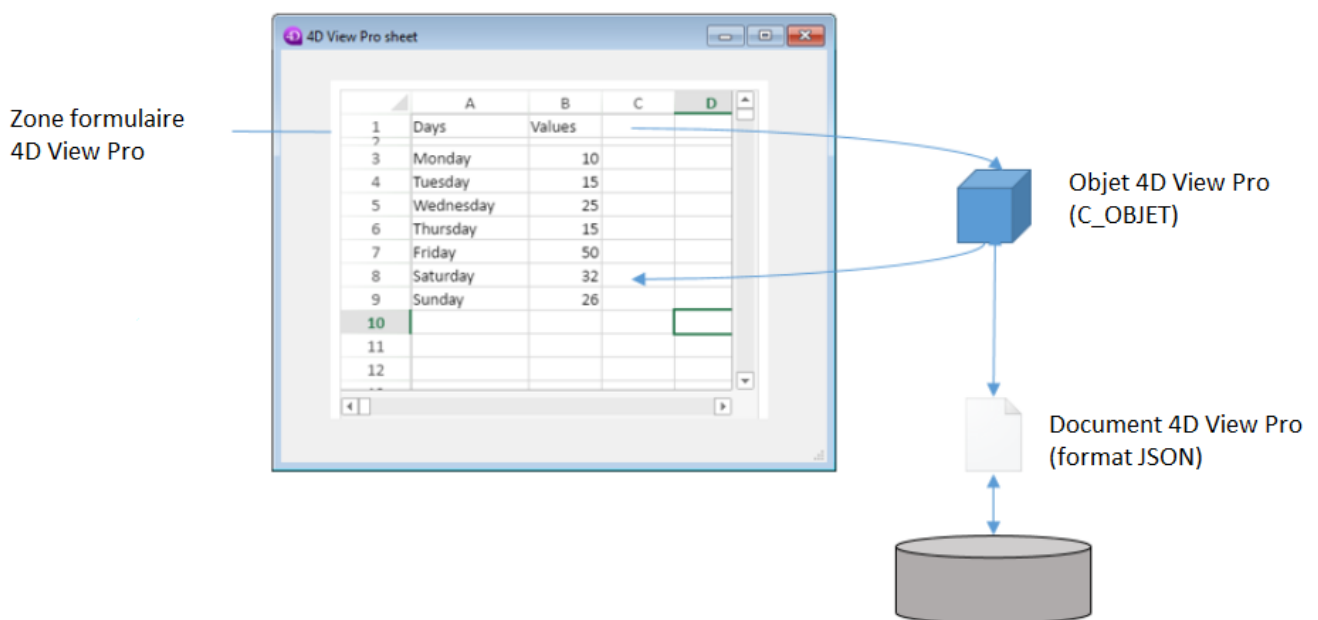 4D View Pro sheet
Zone formulaire
4D View Pro
A B C D
1 Days Values
2
3 Monday 10
4 Tuesday 15
5 Wednesday 25
6 Thursday 15
7 Friday 50
8 Saturday 32
9 Sunday 26
10
11
12
Objet 4D View Pro
(C_OBJET)
Document 4D View Pro
(format JSON)